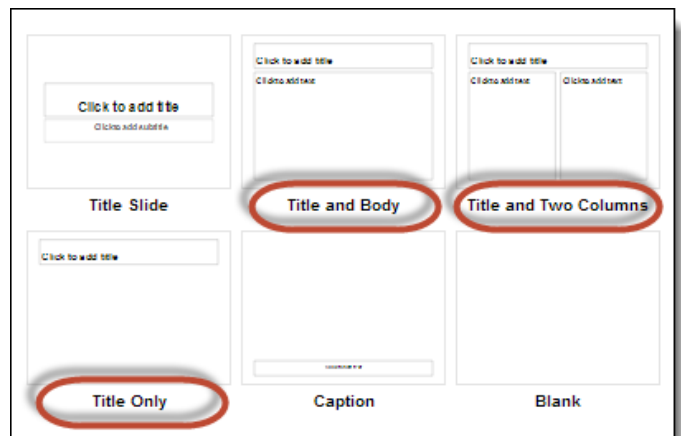 Click to add title
Click to add subtitle
Title Slide
Click to add title
Click to add text
Title and Body
Click to add title
Click to add text
Click to add text
Title and Two Columns
Click to add title
Title Only
Caption
Blank